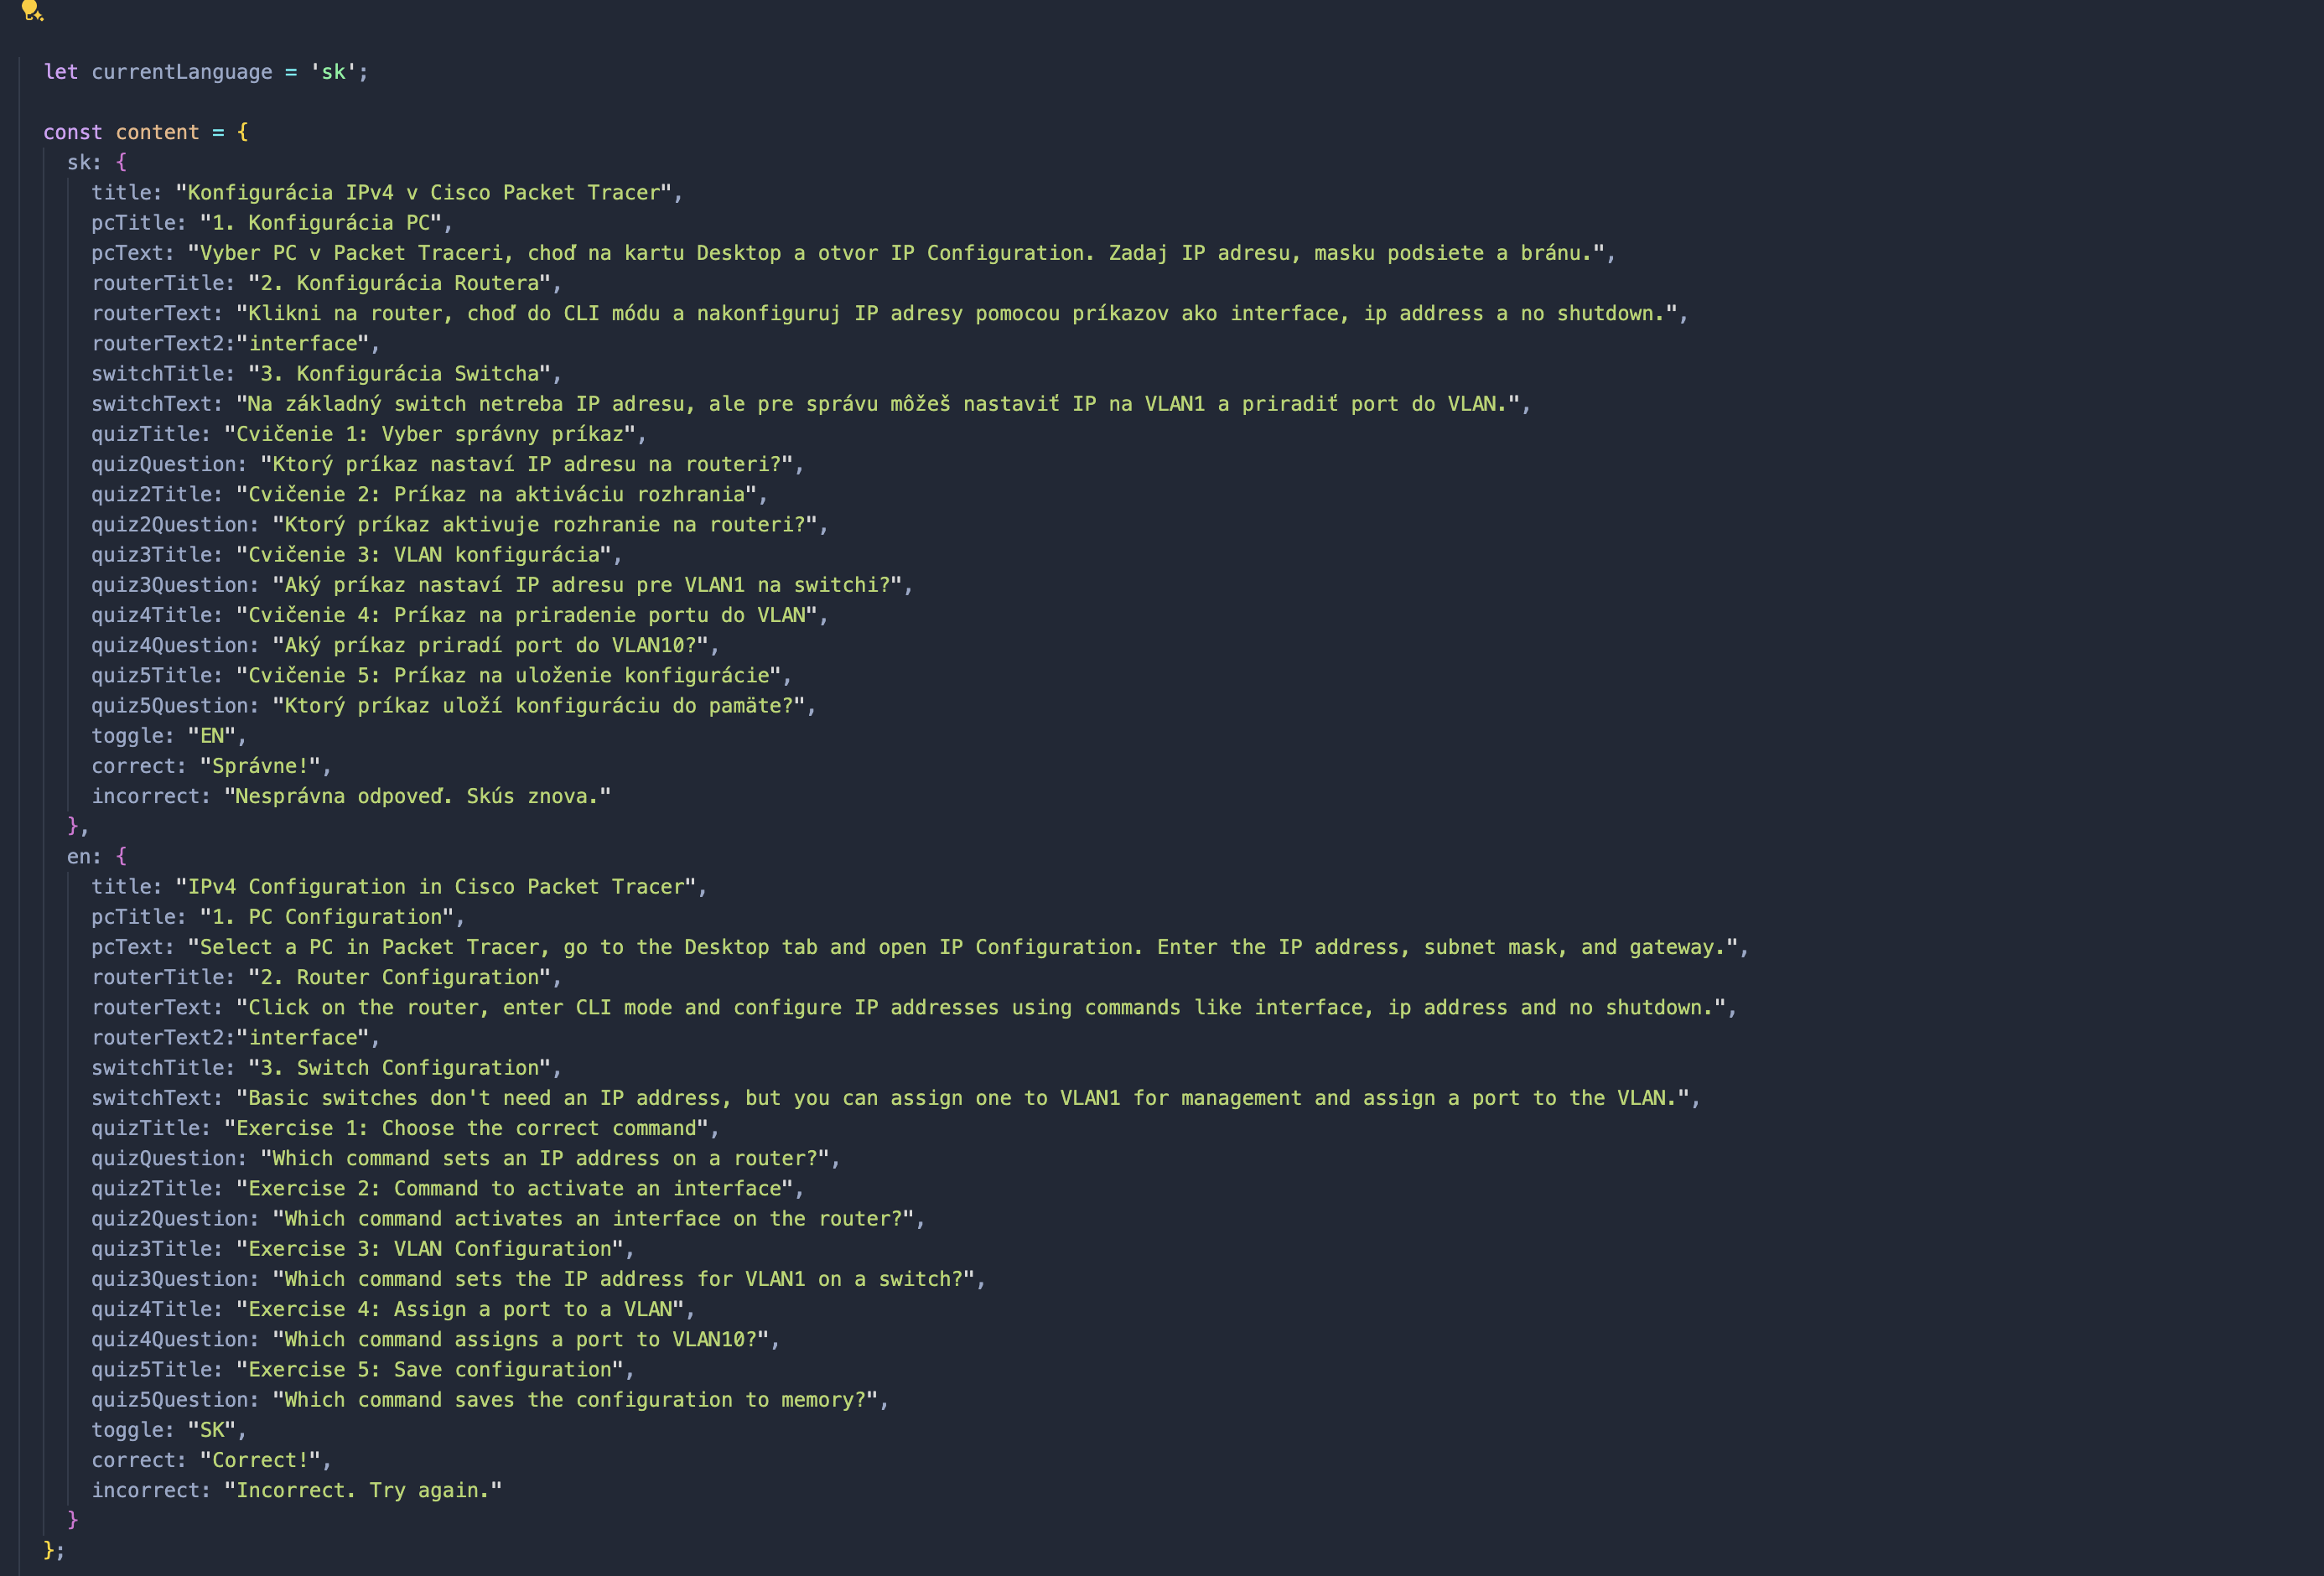 let currentLanguage = 'sk';
const content = {
sk: {
title: "Konfigurácia IPv4 v Cisco Packet Tracer",
pcTitle: "1. Konfigurácia PC",
pcText: "Vyber PC v Packet Traceri, choď na kartu Desktop a otvor IP Configuration. Zadaj IP adresu, masku podsiete a bránu.",
routerTitle: "2. Konfigurácia Routera",
routerText: "Klikni na router, choď do CLI módu a nakonfiguruj IP adresy pomocou príkazov ako interface, ip address a no shutdown.",
routerText2:"interface",
switchTitle: "3. Konfigurácia Switcha",
switchText: "Na základný switch netreba IP adresu, ale pre správu môžeš nastaviť IP na VLAN1 a priradiť port do VLAN.",
quizTitle: "Cvičenie 1: Vyber správny príkaz",
quizQuestion: "Ktorý príkaz nastaví IP adresu na routeri?",
quiz2Title: "Cvičenie 2: Príkaz na aktiváciu rozhrania",
quiz2Question: "Ktorý príkaz aktivuje rozhranie na routeri?",
quiz3Title: "Cvičenie 3: VLAN konfigurácia",
quiz3Question: "Aký príkaz nastaví IP adresu pre VLAN1 na switchi?",
quiz4Title: "Cvičenie 4: Príkaz na priradenie portu do VLAN",
quiz4Question: "Aký príkaz priradí port do VLAN10?",
quiz5Title: "Cvičenie 5: Príkaz na uloženie konfigurácie",
quiz5Question: "Ktorý príkaz uloží konfiguráciu do pamäte?",
toggle: "EN",
correct: "Správne!",
incorrect: "Nesprávna odpoveď. Skús znova."
},
en: {
title: "IPv4 Configuration in Cisco Packet Tracer",
pcTitle: "1. PC Configuration",
pcText: "Select a PC in Packet Tracer, go to the Desktop tab and open IP Configuration. Enter the IP address, subnet mask, and gateway.",
routerTitle: "2. Router Configuration",
routerText: "Click on the router, enter CLI mode and configure IP addresses using commands like interface, ip address and no shutdown.",
routerText2:"interface",
switchTitle: "3. Switch Configuration",
switchText: "Basic switches don't need an IP address, but you can assign one to VLAN1 for management and assign a port to the VLAN.",
quizTitle: "Exercise 1: Choose the correct command",
quizQuestion: "Which command sets an IP address on a router?",
quiz2Title: "Exercise 2: Command to activate an interface",
quiz2Question: "Which command activates an interface on the router?",
quiz3Title: "Exercise 3: VLAN Configuration",
quiz3Question: "Which command sets the IP address for VLAN1 on a switch?",
quiz4Title: "Exercise 4: Assign a port to a VLAN",
quiz4Question: "Which command assigns a port to VLAN10?",
quiz5Title: "Exercise 5: Save configuration",
quiz5Question: "Which command saves the configuration to memory?",
toggle: "SK",
correct: "Correct!",
incorrect: "Incorrect. Try again."
}
};